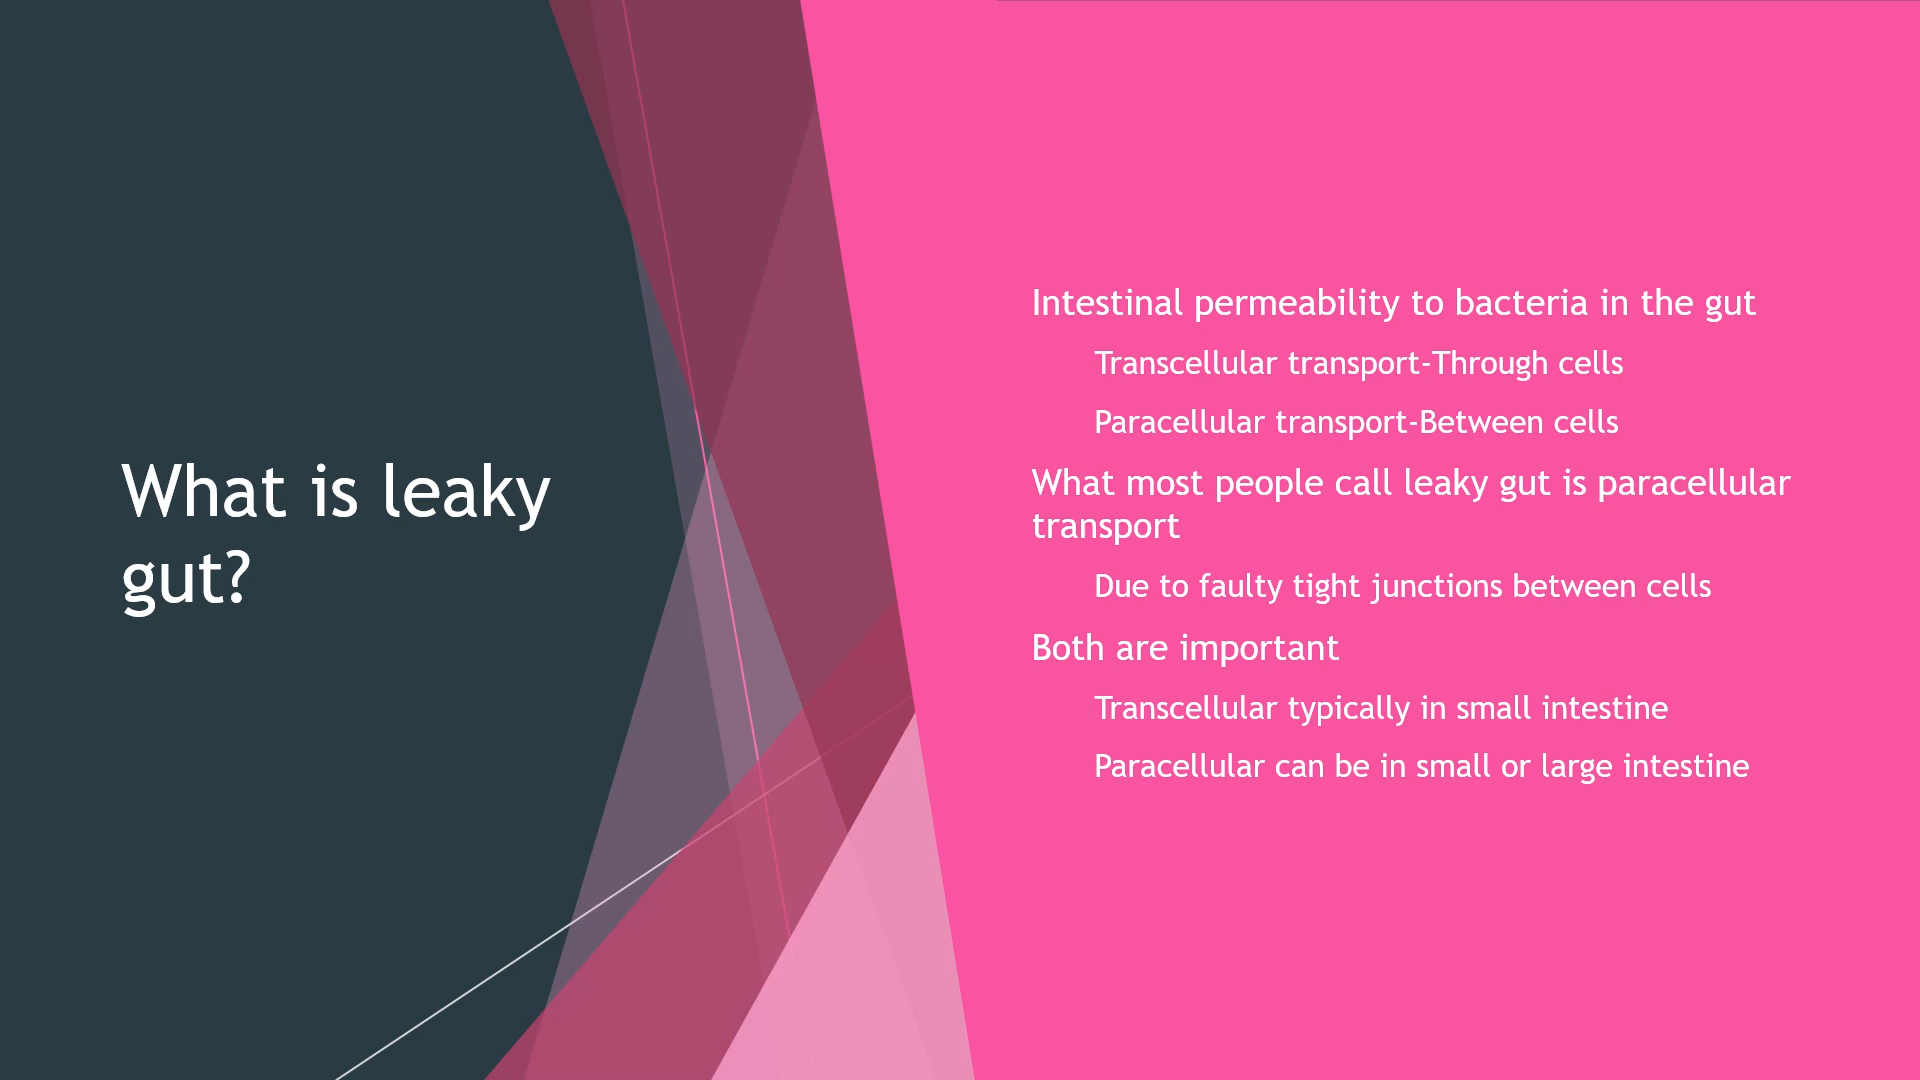 What is leaky
gut?
Intestinal permeability to bacteria in the gut
Transcellular transport-Through cells
Paracellular transport-Between cells
What most people call leaky gut is paracellular
transport
Due to faulty tight junctions between cells
Both are important
Transcellular typically in small intestine
Paracellular can be in small or large intestine